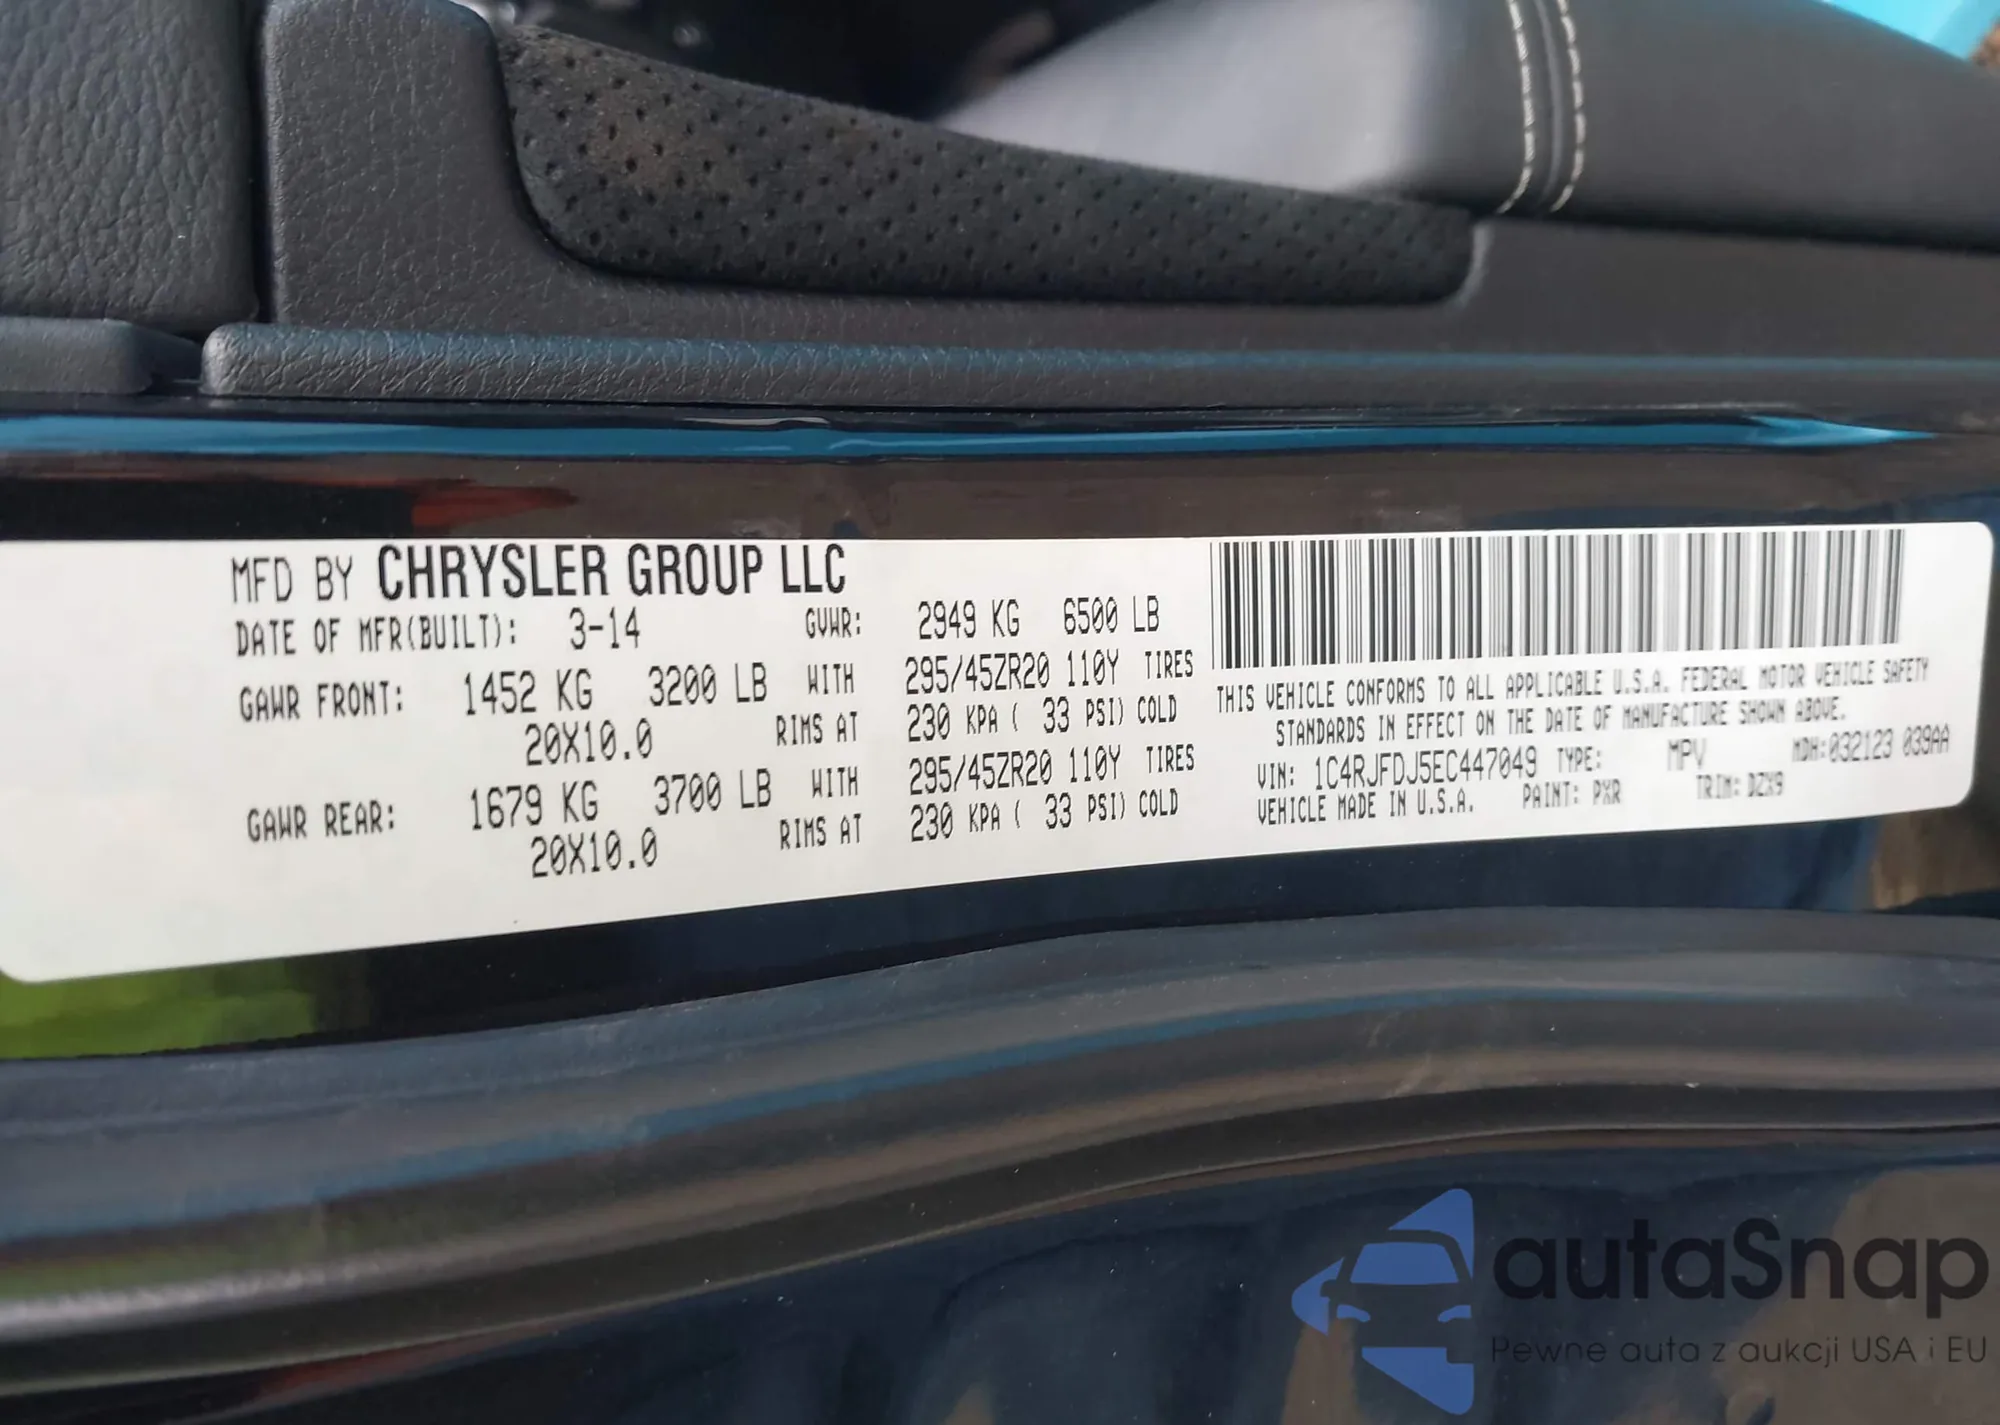 MFD BY CHRYSLER GROUP LLC
DATE OF MFR(BUILT): 3-14 GVWR: 2949 KG 6500 LB
GAWR FRONT: 1452 KG 3200 LB WITH 295/45ZR20 110Y TIRES
20X10.0 RIMS AT 230 KPA ( 33 PSI) COLD
GAWR REAR: 1679 KG 3700 LB WITH 295/45ZR20 110Y TIRES
20X10.0 RIMS AT 230 KPA ( 33 PSI) COLD
THIS VEHICLE CONFORMS TO ALL APPLICABLE U.S.A. FEDERAL MOTOR VEHICLE SAFETY
STANDARDS IN EFFECT ON THE DATE OF MANUFACTURE SHOWN ABOVE.
VIN: 1C4RJFDJ5EC447049 TYPE: MPV MDH:032123 039AA
VEHICLE MADE IN U.S.A. PAINT: PXR TRIM: DZX9
autaSnap
Pewne auta z aukcji USA i EU